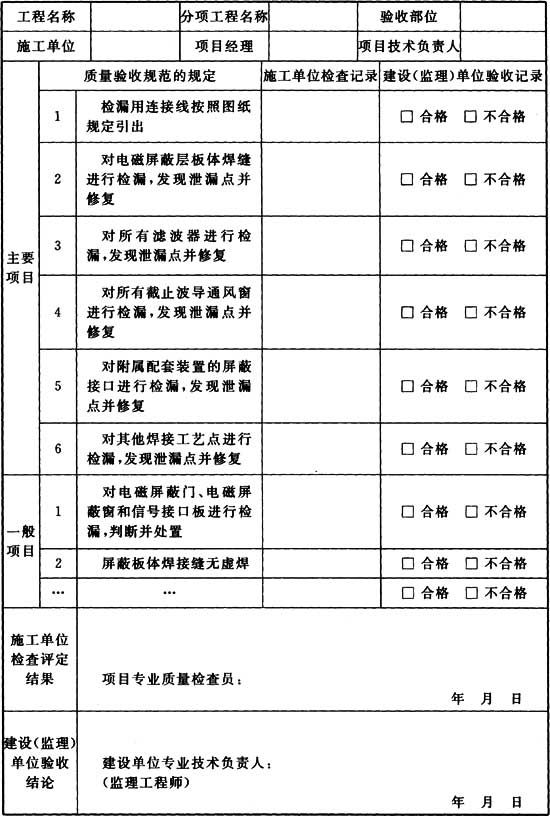 工程名称 分项工程名称 验收部位
施工单位 项目经理 项目技术负责人
质量验收规范的规定 施工单位检查记录 建设(监理)单位验收记录
主要
项目
1 检漏用连接线按照图纸
规定引出 □ 合格 □ 不合格
2 对电磁屏蔽层板体焊缝
进行检漏,发现泄漏点并
修复 □ 合格 □ 不合格
3 对所有滤波器进行检
漏,发现泄漏点并修复 □ 合格 □ 不合格
4 对所有截止波导通风窗
进行检漏,发现泄漏点并
修复 □ 合格 □ 不合格
5 对附属配套装置的屏蔽
接口进行检漏,发现泄漏
点并修复 □ 合格 □ 不合格
6 对其他焊接工艺点进行
检漏,发现泄漏点并修复 □ 合格 □ 不合格
一般
项目
1 对电磁屏蔽门、电磁屏
蔽窗和信号接口板进行检
漏,判断并处置 □ 合格 □ 不合格
2 屏蔽板体焊接缝无虚焊 □ 合格 □ 不合格
… … □ 合格 □ 不合格
施工单位
检查评定
结果
项目专业质量检查员:
年 月 日
建设(监理)
单位验收
结论
建设单位专业技术负责人:
(监理工程师)
年 月 日